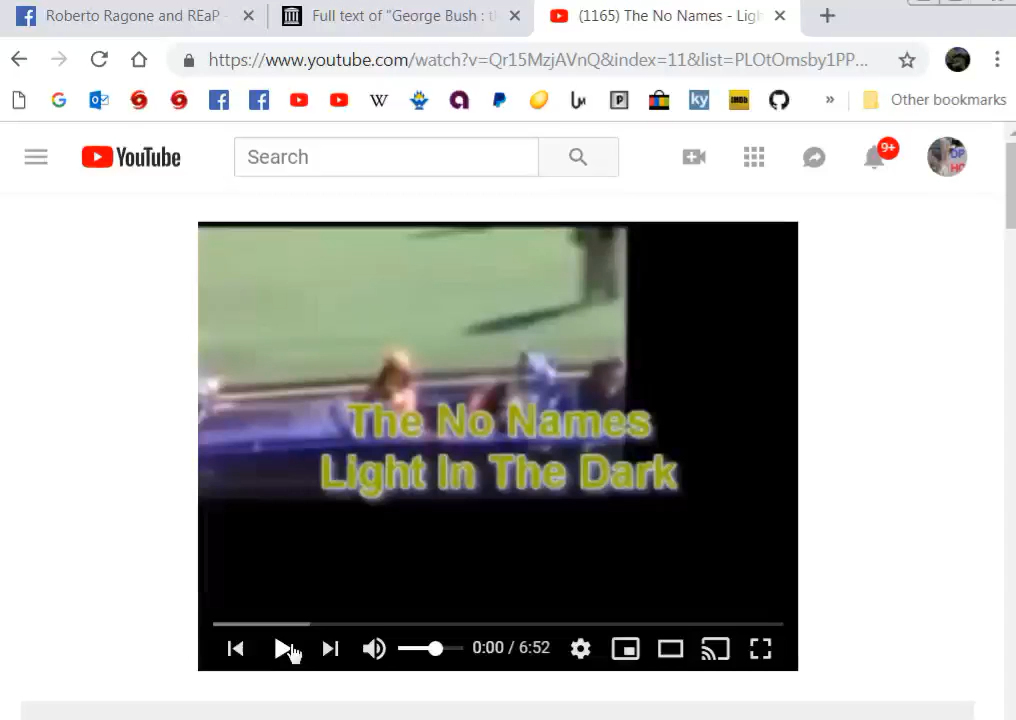 Roberto Ragone and REaP -
Full text of "George Bush : t
(1165) The No Names - Ligh
https://www.youtube.com/watch?v=Qr15MzjAVnQ&index=11&list=PLOtOmsby1PP...
G
W
a
P
ky
IMDb
»
Other bookmarks
YouTube
Search
9+
The No Names
Light In The Dark
0:00 / 6:52